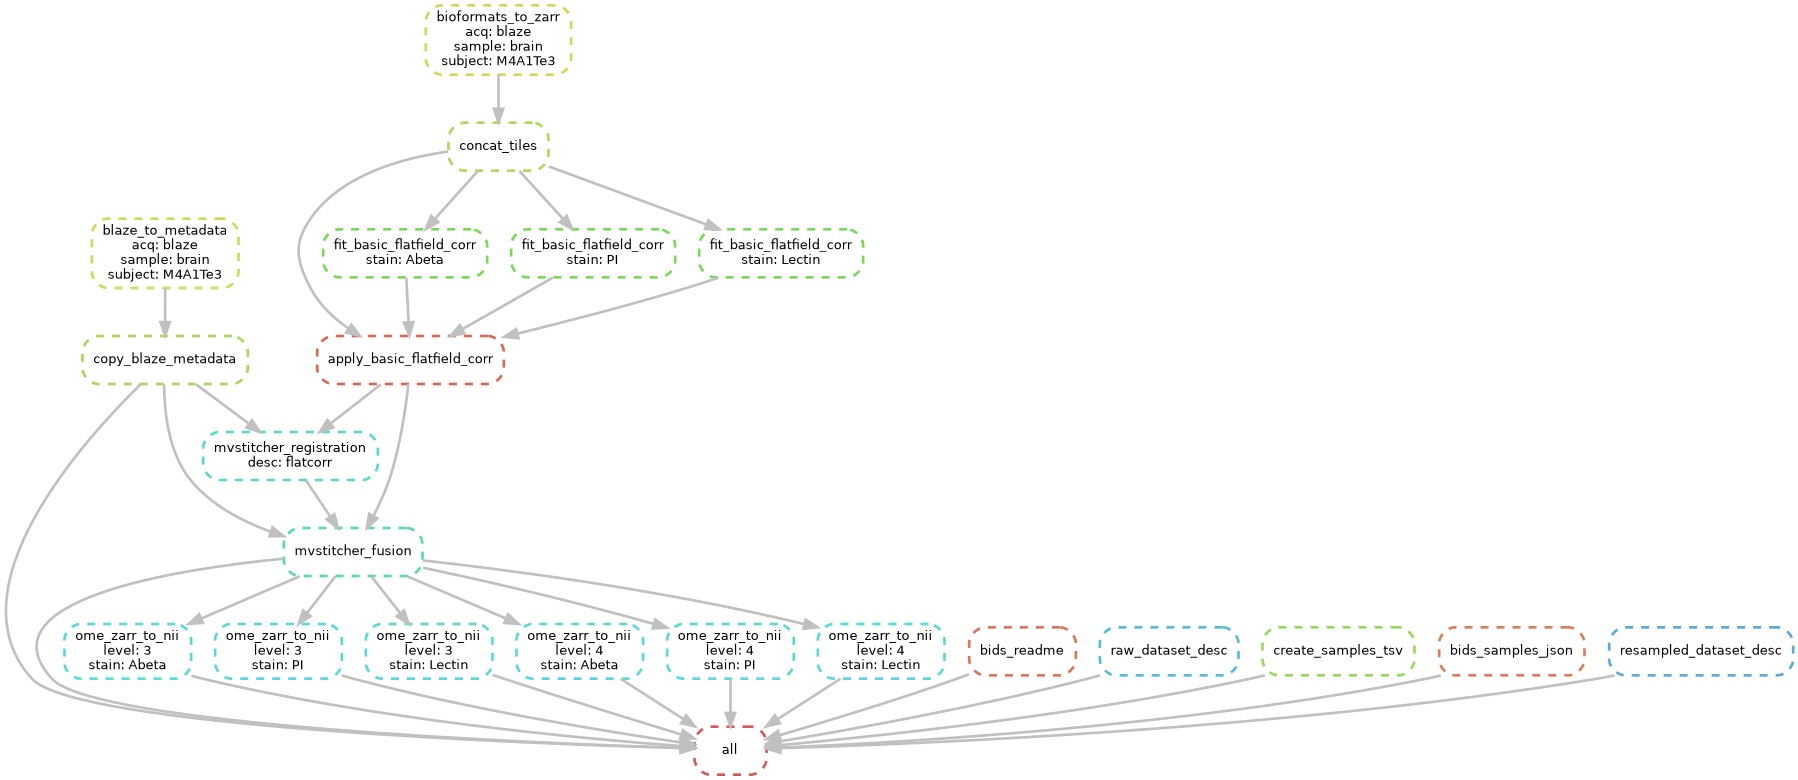 bioformats_to_zarr
acq: blaze
sample: brain
subject: M4A1Te3
concat_tiles
blaze_to_metadata
acq: blaze
sample: brain
subject: M4A1Te3
fit_basic_flatfield_corr
stain: Abeta
fit_basic_flatfield_corr
stain: PI
fit_basic_flatfield_corr
stain: Lectin
copy_blaze_metadata
apply_basic_flatfield_corr
mvstitcher_registration
desc: flatcorr
mvstitcher_fusion
ome_zarr_to_nii
level: 3
stain: Abeta
ome_zarr_to_nii
level: 3
stain: PI
ome_zarr_to_nii
level: 3
stain: Lectin
ome_zarr_to_nii
level: 4
stain: Abeta
ome_zarr_to_nii
level: 4
stain: PI
ome_zarr_to_nii
level: 4
stain: Lectin
bids_readme
raw_dataset_desc
create_samples_tsv
bids_samples_json
resampled_dataset_desc
all